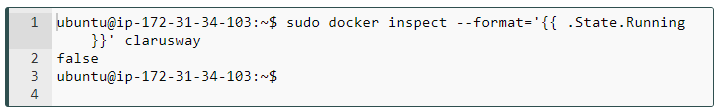 1 ubuntu@ip-172-31-34-103:~$ sudo docker inspect --format='{{ .State.Running
}}' clarusway
2 false
3 ubuntu@ip-172-31-34-103:~$
4